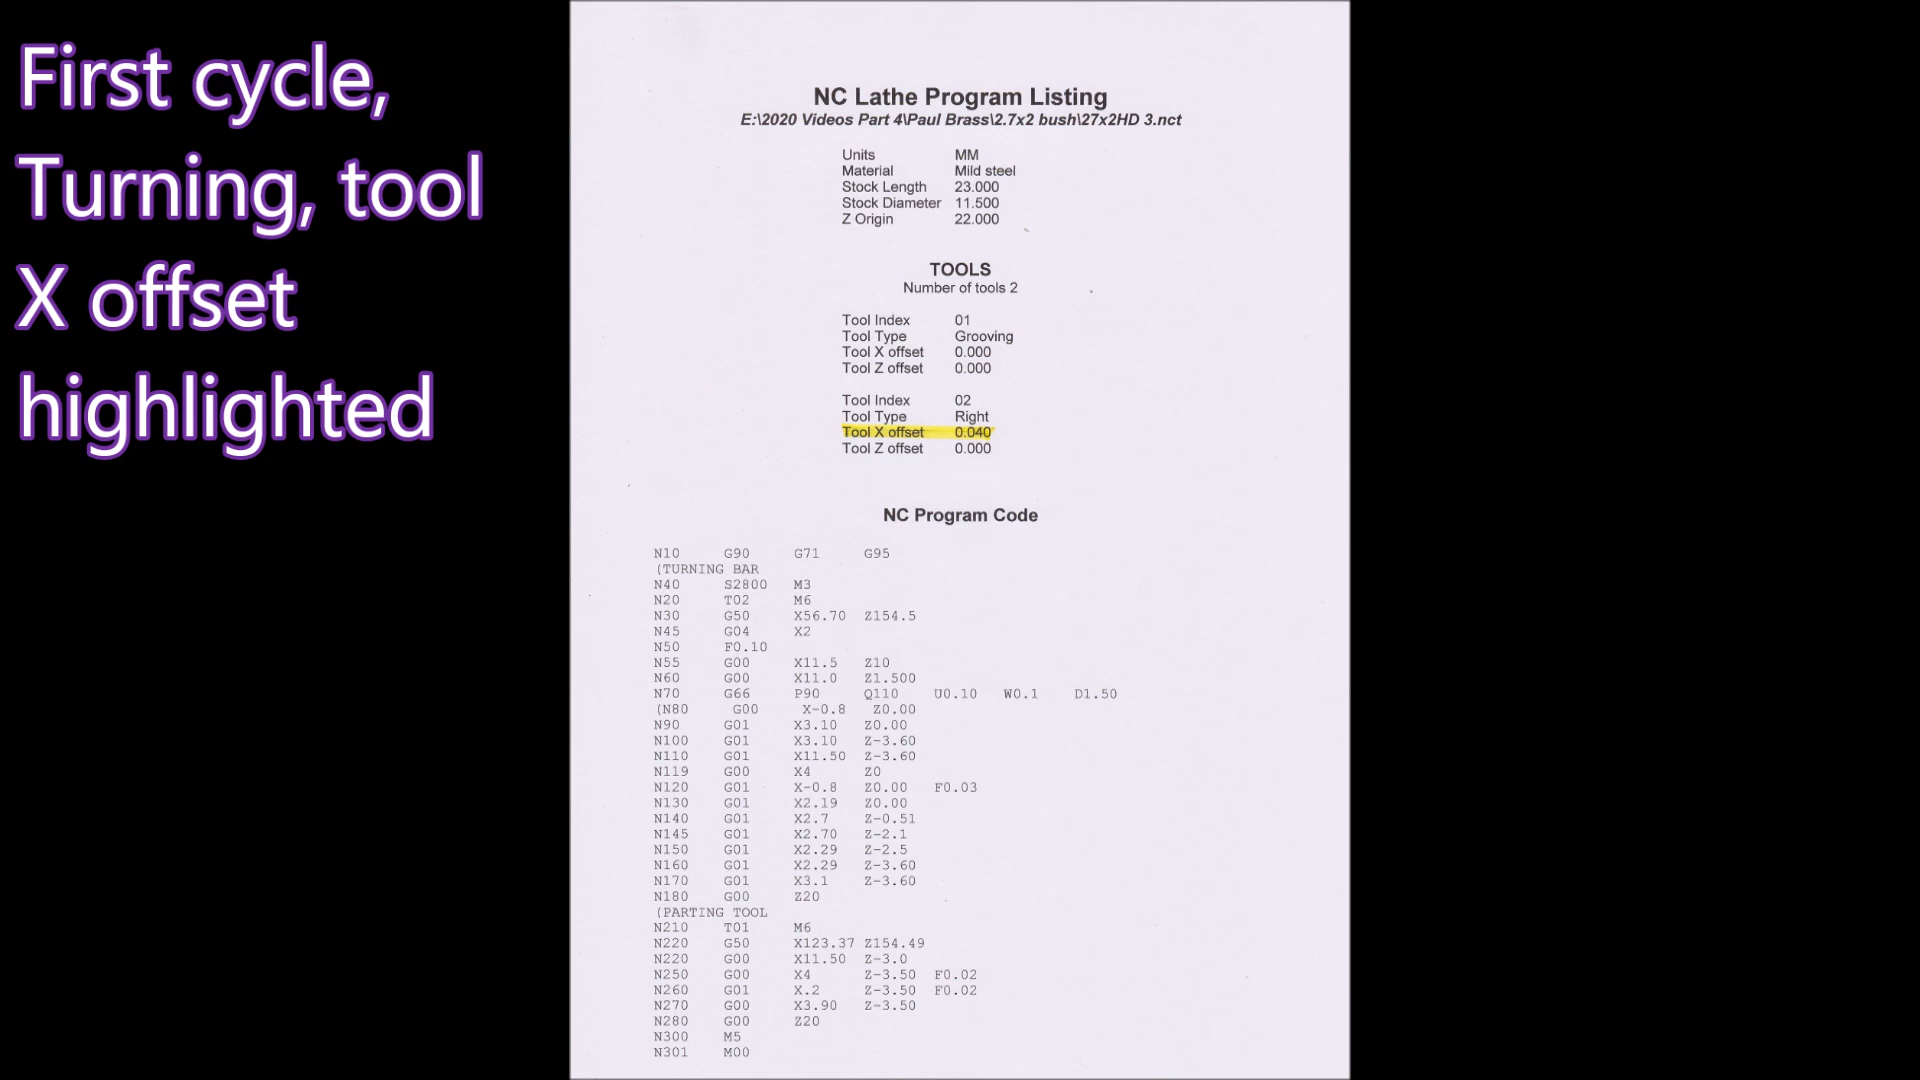 First cycle,
Turning, tool
X offset
highlighted
NC Lathe Program Listing
E:\2020 Videos Part 4\Paul Brass\2.7x2 bush\27x2HD 3.nct
Units MM
Material Mild steel
Stock Length 23.000
Stock Diameter 11.500
Z Origin 22.000
TOOLS
Number of tools 2
Tool Index 01
Tool Type Grooving
Tool X offset 0.000
Tool Z offset 0.000
Tool Index 02
Tool Type Right
Tool X offset 0.040
Tool Z offset 0.000
NC Program Code
N10 G90 G71 G95
(TURNING BAR
N40 S2800 M3
N20 T02 M6
N30 G50 X56.70 Z154.5
N45 G04 X2
N50 F0.10
N55 G00 X11.5 Z10
N60 G00 X11.0 Z1.500
N70 G66 P90 Q110 U0.10 W0.1 D1.50
(N80 G00 X-0.8 Z0.00
N90 G01 X3.10 Z0.00
N100 G01 X3.10 Z-3.60
N110 G01 X11.50 Z-3.60
N119 G00 X4 Z0
N120 G01 X-0.8 Z0.00 F0.03
N130 G01 X2.19 Z0.00
N140 G01 X2.7 Z-0.51
N145 G01 X2.70 Z-2.1
N150 G01 X2.29 Z-2.5
N160 G01 X2.29 Z-3.60
N170 G01 X3.1 Z-3.60
N180 G00 Z20
(PARTING TOOL
N210 T01 M6
N220 G50 X123.37 Z154.49
N220 G00 X11.50 Z-3.0
N250 G00 X4 Z-3.50 F0.02
N260 G01 X.2 Z-3.50 F0.02
N270 G00 X3.90 Z-3.50
N280 G00 Z20
N300 M5
N301 M00